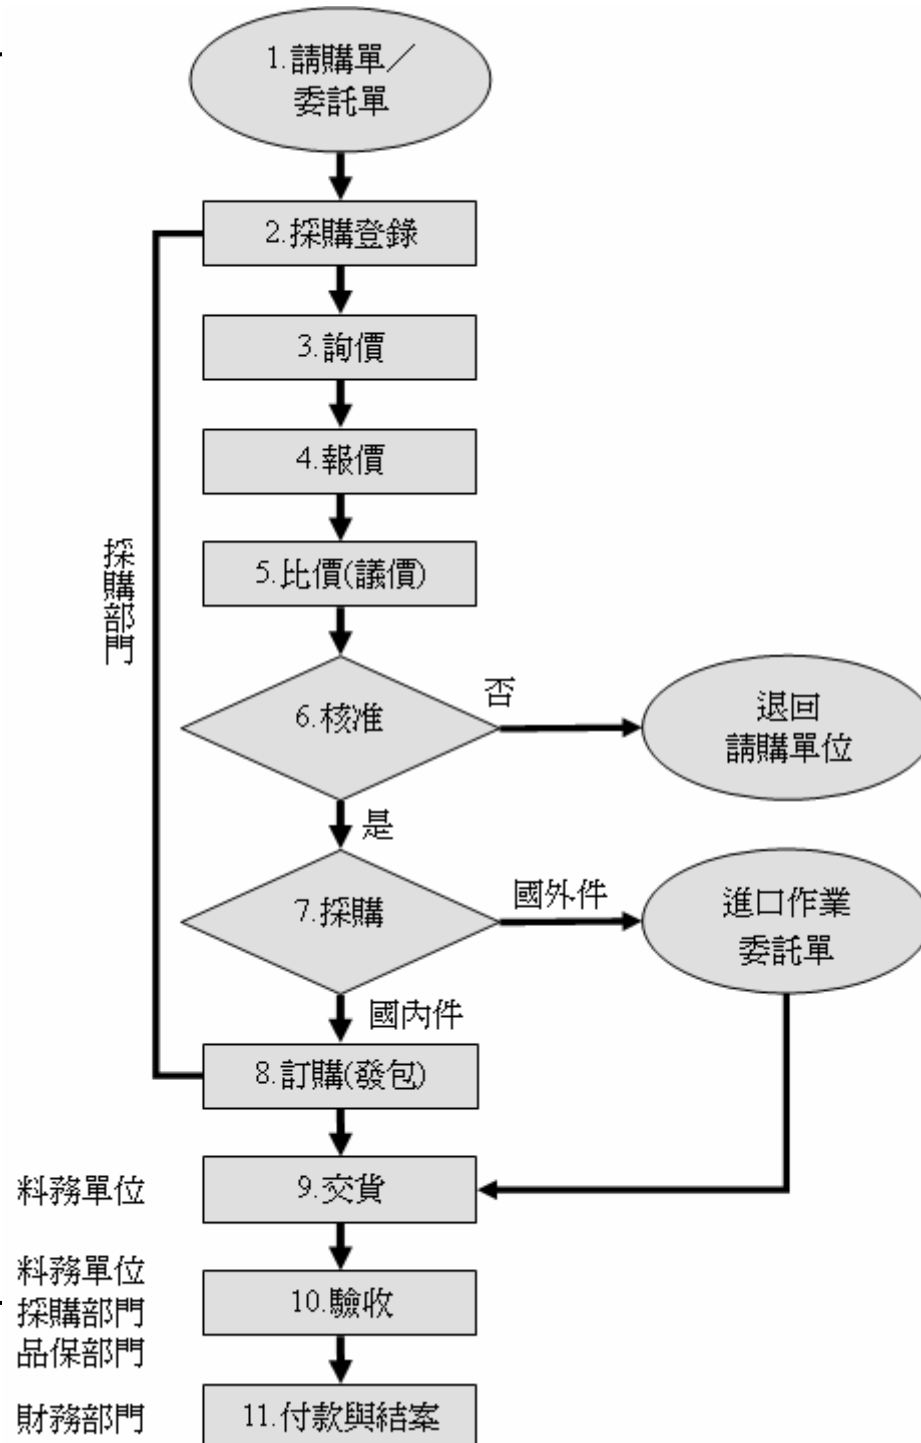 1.請購單／
委託單
2.採購登錄
3.詢價
4.報價
5.比價(議價)
採購部門
6.核准
否
退回
請購單位
是
7.採購
國外件
進口作業
委託單
國內件
8.訂購(發包)
料務單位
9.交貨
料務單位
採購部門
品保部門
10.驗收
財務部門
11.付款與結案